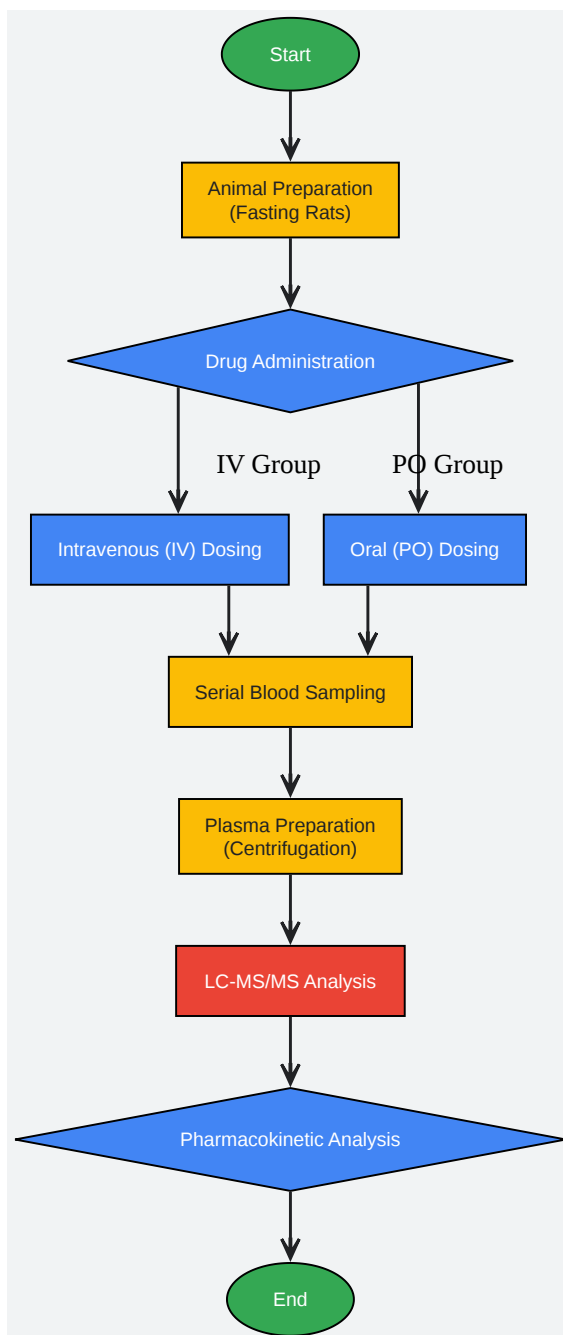 Start
Animal Preparation
(Fasting Rats)
Drug Administration
IV Group
PO Group
Intravenous (IV) Dosing
Oral (PO) Dosing
Serial Blood Sampling
Plasma Preparation
(Centrifugation)
LC-MS/MS Analysis
Pharmacokinetic Analysis
End